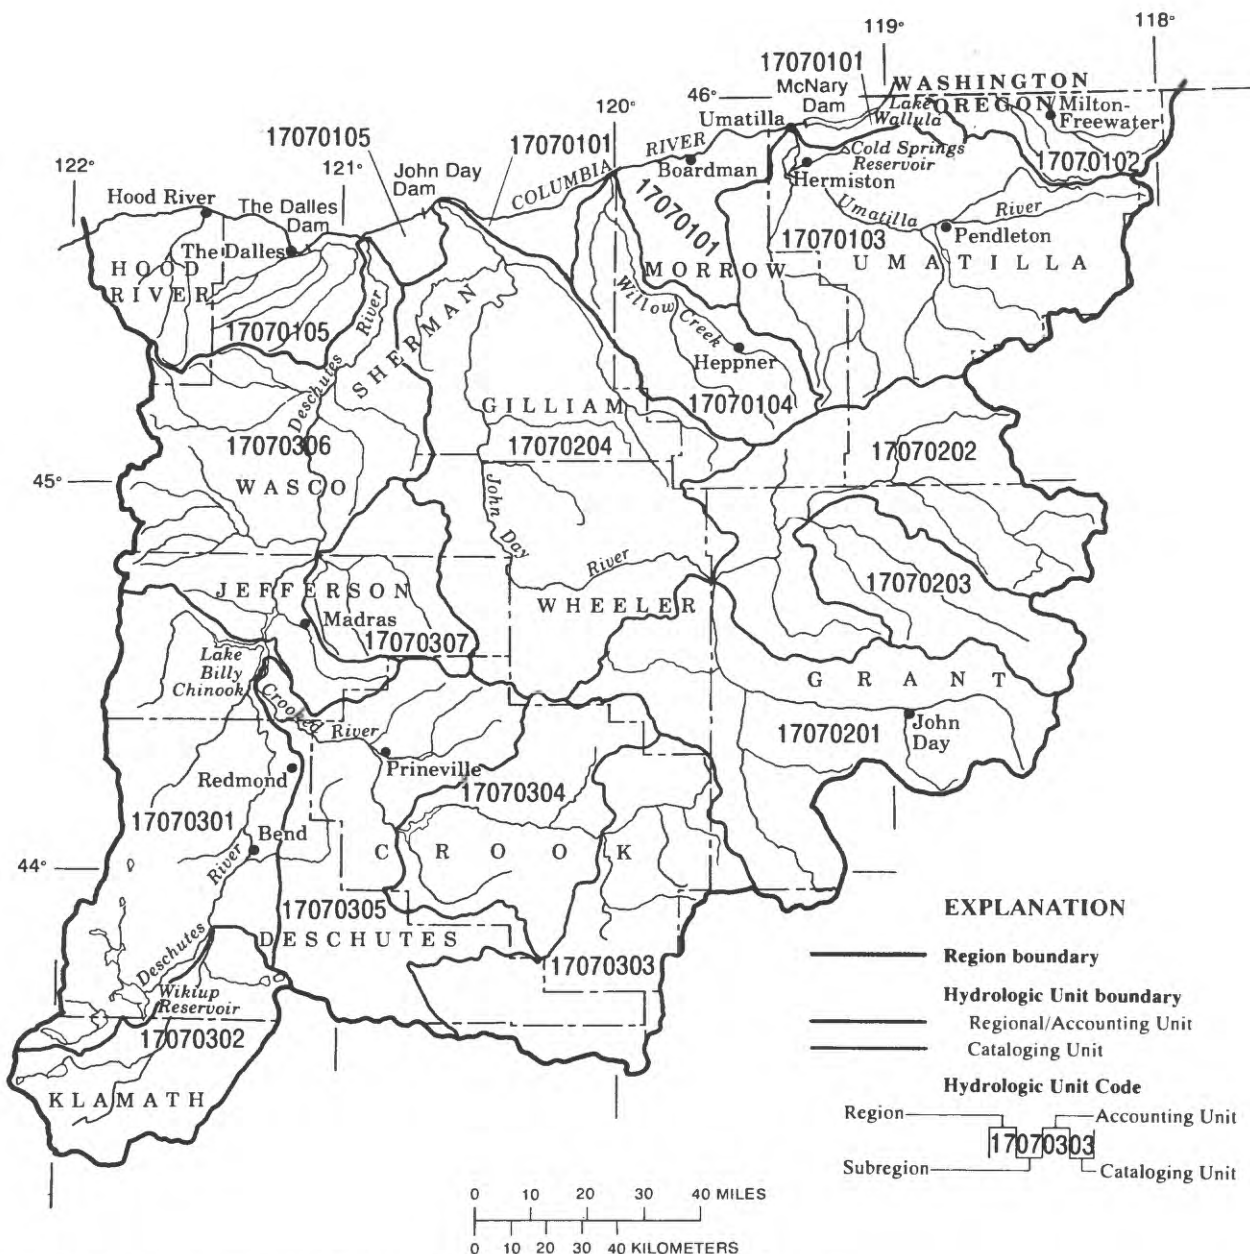 118°
119°
17070101
McNary
Dam
WASHINGTON
OREGON
46°
Lake
Wallula
Milton-
Freewater
120°
Umatilla
17070105
17070101
COLUMBIA RIVER
Boardman
Cold Springs
Reservoir
17070102
Hermiston
122°
121°
John Day
Dam
Hood River
The Dalles
Dam
The Dalles
17070101
Umatilla River
17070103
Pendleton
HOOD
RIVER
MORROW
UMATILLA
17070105
Deschutes River
SHERMAN
Willow Creek
Heppner
GILLIAM
17070104
17070306
17070204
17070202
45°
WASCO
John Day River
17070203
JEFFERSON
WHEELER
Madras
17070307
Lake
Billy
Chinook
GRANT
Crooked River
17070201
John
Day
Redmond
Prineville
17070304
17070301
Bend
CROOK
44°
Deschutes River
17070305
DESCHUTES
17070303
Wikiup
Reservoir
17070302
KLAMATH
EXPLANATION
Region boundary
Hydrologic Unit boundary
Regional/Accounting Unit
Cataloging Unit
Hydrologic Unit Code
Region
Accounting Unit
17070303
Subregion
Cataloging Unit
0 10 20 30 40 MILES
0 10 20 30 40 KILOMETERS